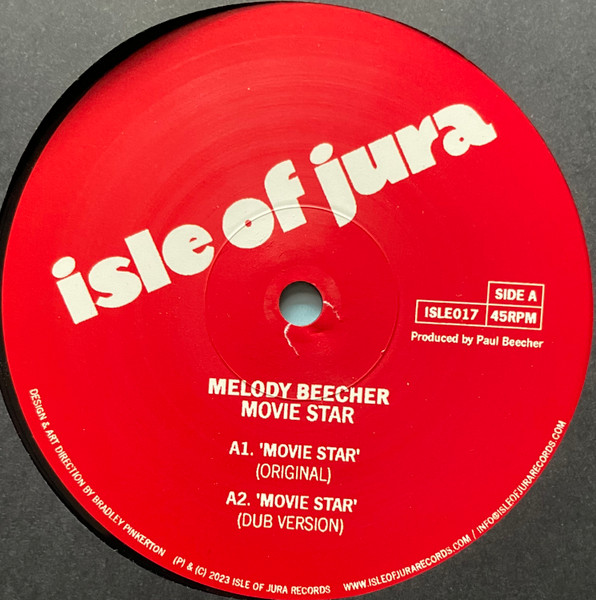 isle of jura
SIDE A
ISLE017 45RPM
Produced by Paul Beecher
MELODY BEECHER
MOVIE STAR
A1. 'MOVIE STAR'
(ORIGINAL)
A2. 'MOVIE STAR'
(DUB VERSION)
DESIGN & ART DIRECTION BY BRADLEY PINKERTON (P) & (C) 2023 ISLE OF JURA RECORDS WWW.ISLEOFJURARECORDS.COM / INFO@ISLEOFJURARECORDS.COM